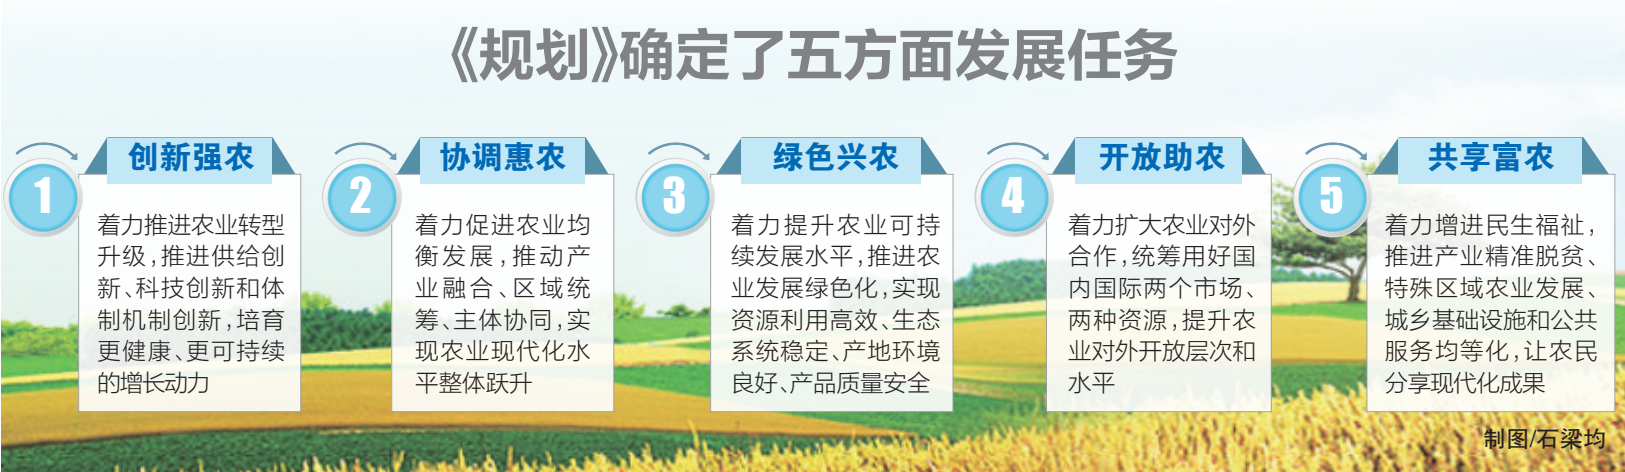 《规划》确定了五方面发展任务
1
创新强农
着力推进农业转型
升级，推进供给创
新、科技创新和体
制机制创新，培育
更健康、更可持续
的增长动力
2
协调惠农
着力促进农业均
衡发展，推动产
业融合、区域统
筹、主体协同，实
现农业现代化水
平整体跃升
3
绿色兴农
着力提升农业可持
续发展水平，推进农
业发展绿色化，实现
资源利用高效、生态
系统稳定、产地环境
良好、产品质量安全
4
开放助农
着力扩大农业对外
合作，统筹用好国
内国际两个市场、
两种资源，提升农
业对外开放层次和
水平
5
共享富农
着力增进民生福祉，
推进产业精准脱贫、
特殊区域农业发展、
城乡基础设施和公共
服务均等化，让农民
分享现代化成果
制图/石梁均